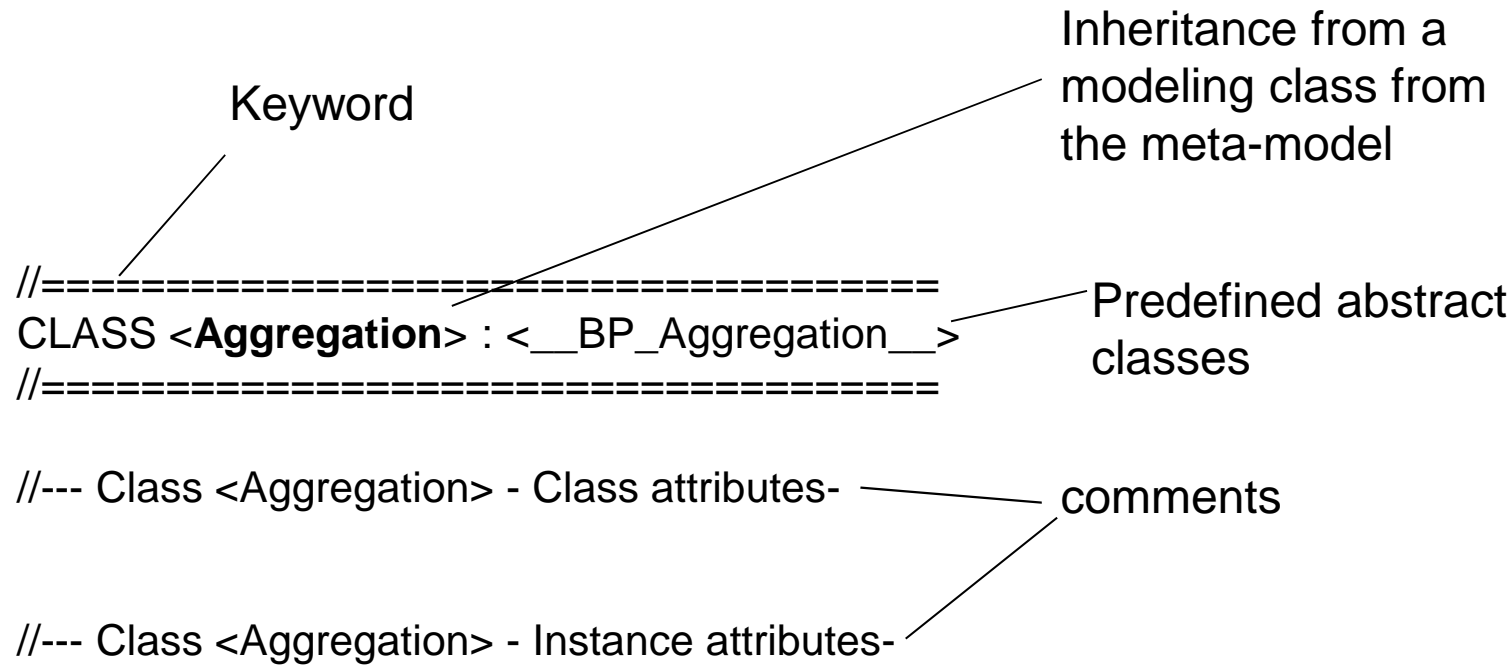 Inheritance from a
modeling class from
the meta-model
Keyword
//====================================
CLASS <Aggregation> : <__BP_Aggregation__>
//====================================
Predefined abstract
classes
//--- Class <Aggregation> - Class attributes-
comments
//--- Class <Aggregation> - Instance attributes-